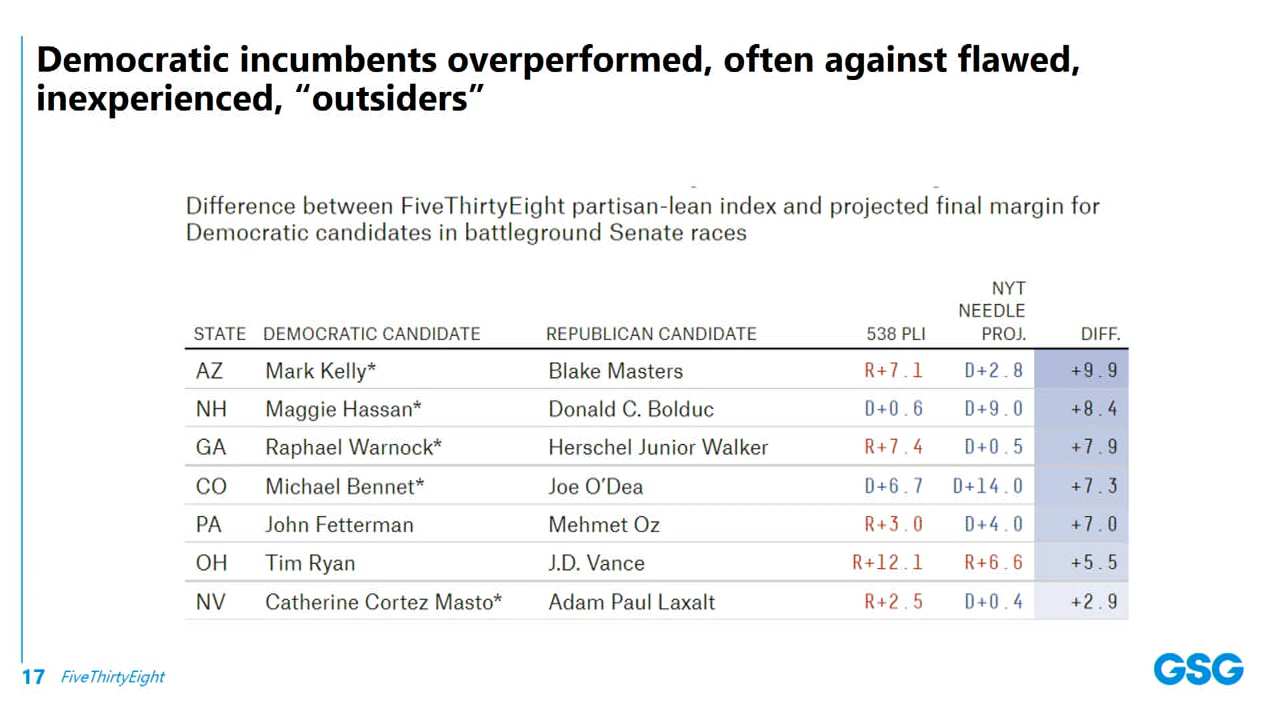 Democratic incumbents overperformed, often against flawed,
inexperienced, “outsiders”
Difference between FiveThirtyEight partisan-lean index and projected final margin for
Democratic candidates in battleground Senate races
STATE DEMOCRATIC CANDIDATE REPUBLICAN CANDIDATE 538 PLI NYT NEEDLE PROJ. DIFF.
AZ Mark Kelly* Blake Masters R+7.1 D+2.8 +9.9
NH Maggie Hassan* Donald C. Bolduc D+0.6 D+9.0 +8.4
GA Raphael Warnock* Herschel Junior Walker R+7.4 D+0.5 +7.9
CO Michael Bennet* Joe O’Dea D+6.7 D+14.0 +7.3
PA John Fetterman Mehmet Oz R+3.0 D+4.0 +7.0
OH Tim Ryan J.D. Vance R+12.1 R+6.6 +5.5
NV Catherine Cortez Masto* Adam Paul Laxalt R+2.5 D+0.4 +2.9
17 FiveThirtyEight
GSG